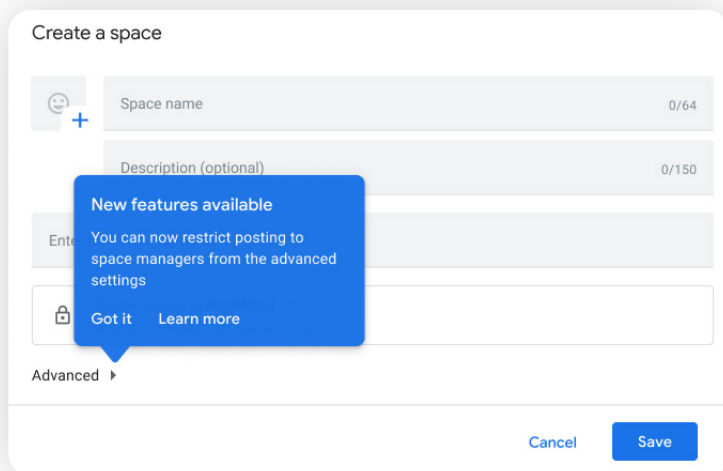 Create a space
Space name
0/64
Description (optional)
0/150
New features available
You can now restrict posting to
space managers from the advanced
settings
Got it Learn more
Ente
Advanced
Cancel Save